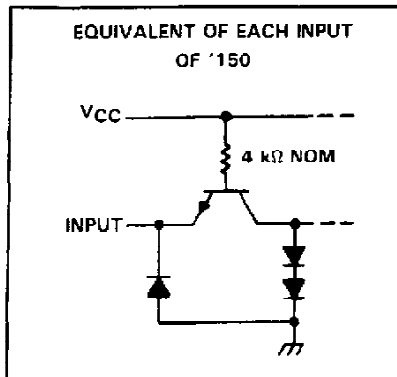 EQUIVALENT OF EACH INPUT
OF '150
VCC
4 kΩ NOM
INPUT